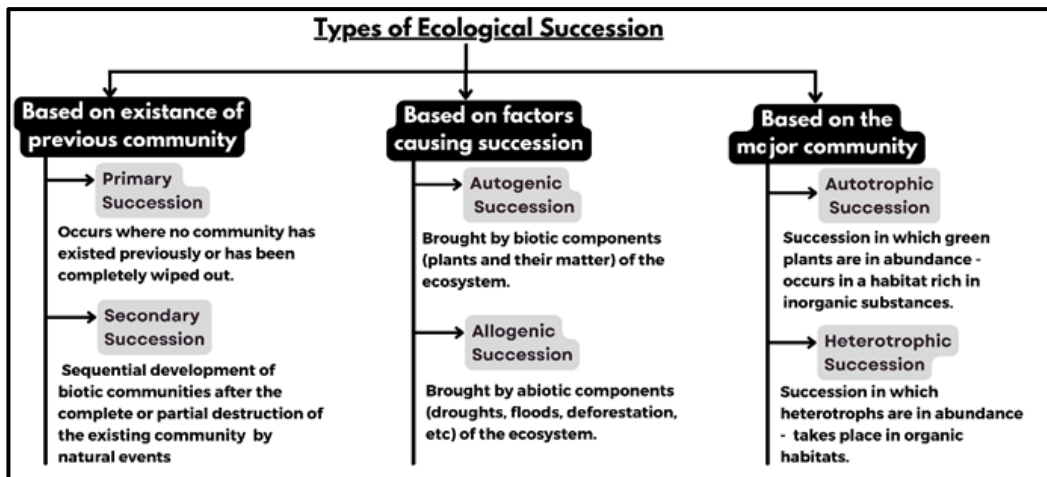 Types of Ecological Succession
Based on existance of
previous community
Primary
Succession
Occurs where no community has
existed previously or has been
completely wiped out.
Secondary
Succession
Sequential development of
biotic communities after the
complete or partial destruction of
the existing community by
natural events
Based on factors
causing succession
Autogenic
Succession
Brought by biotic components
(plants and their matter) of the
ecosystem.
Allogenic
Succession
Brought by abiotic components
(droughts, floods, deforestation,
etc) of the ecosystem.
Based on the
major community
Autotrophic
Succession
Succession in which green
plants are in abundance -
occurs in a habitat rich in
inorganic substances.
Heterotrophic
Succession
Succession in which
heterotrophs are in abundance
- takes place in organic
habitats.